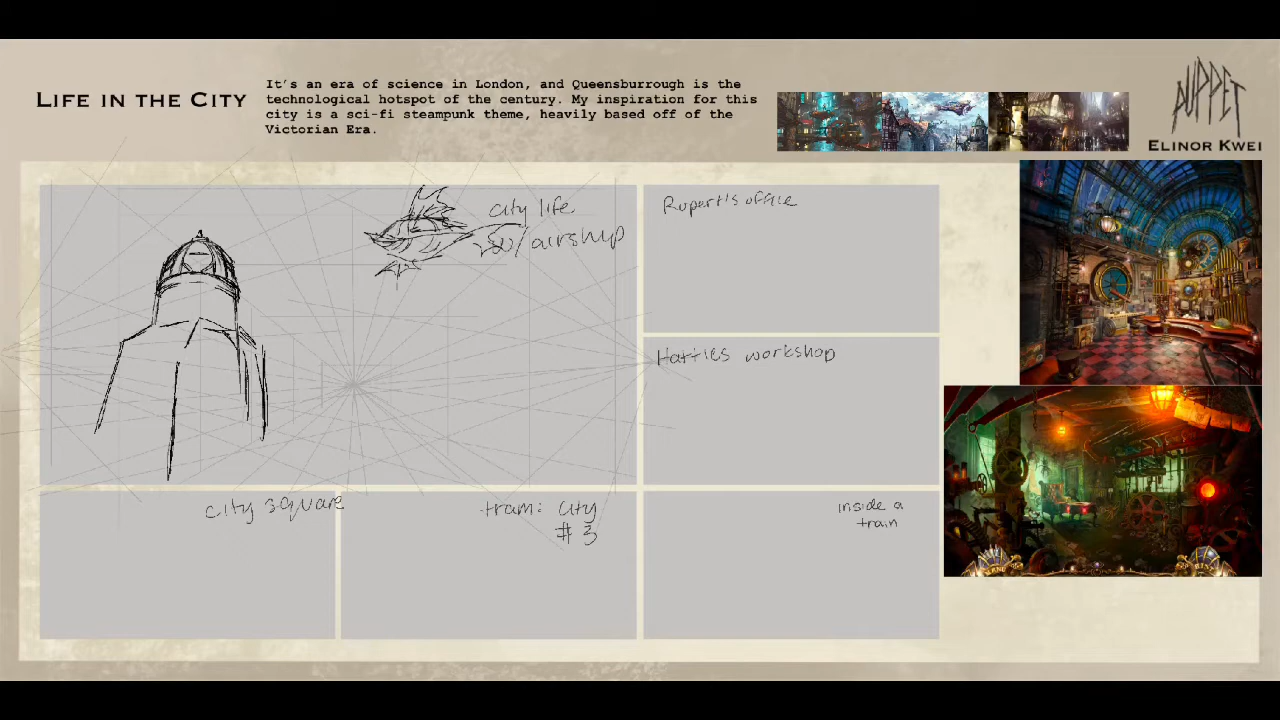 LIFE IN THE CITY
It's an era of science in London, and Queensburrough is the
technological hotspot of the century. My inspiration for this
city is a sci-fi steampunk theme, heavily based off of the
Victorian Era.
PUPPET
ELINOR KWEI
city life
w/airship
Rupert's office
Hatties workshop
city square
tram: City
# 3
inside a
train